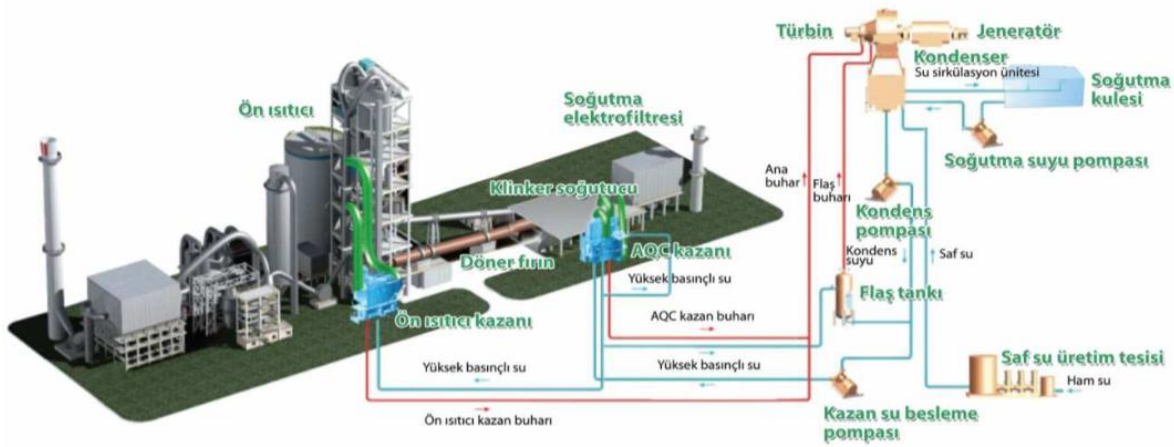 Türbin
Jeneratör
Kondenser
Su sirkülasyon ünitesi
Soğutma
kulesi
Ön ısıtıcı
Soğutma
elektrofiltresi
Soğutma suyu pompası
Ana
buhar
Flaş
buharı
Klinker soğutucu
Kondens
pompası
Döner fırın
AQC kazanı
Kondens
suyu
Saf su
Yüksek basınçlı su
Flaş tankı
Ön ısıtıcı kazanı
AQC kazan buharı
Saf su üretim tesisi
Yüksek basınçlı su
Yüksek basınçlı su
Ham su
Kazan su besleme
pompası
Ön ısıtıcı kazan buharı